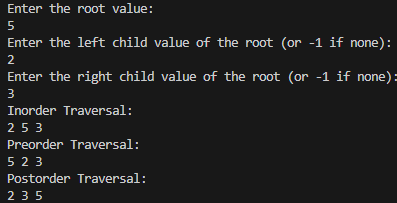 Enter the root value:
5
Enter the left child value of the root (or -1 if none):
2
Enter the right child value of the root (or -1 if none):
3
Inorder Traversal:
2 5 3
Preorder Traversal:
5 2 3
Postorder Traversal:
2 3 5